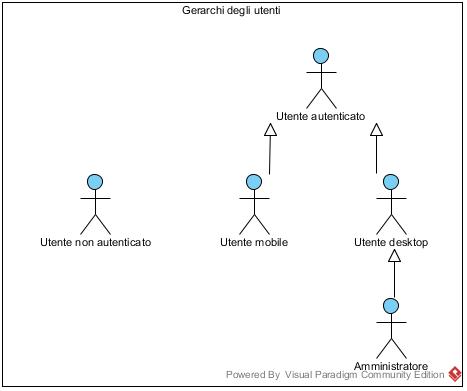 Gerarchi degli utenti
Utente autenticato
Utente non autenticato
Utente mobile
Utente desktop
Amministratore
Powered By Visual Paradigm Community Edition